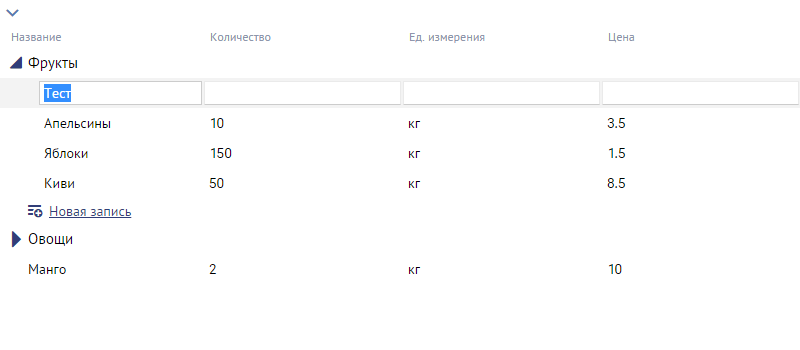 Название Количество Ед. измерения Цена
Фрукты
Тест
Апельсины 10 кг 3.5
Яблоки 150 кг 1.5
Киви 50 кг 8.5
Новая запись
Овощи
Манго 2 кг 10